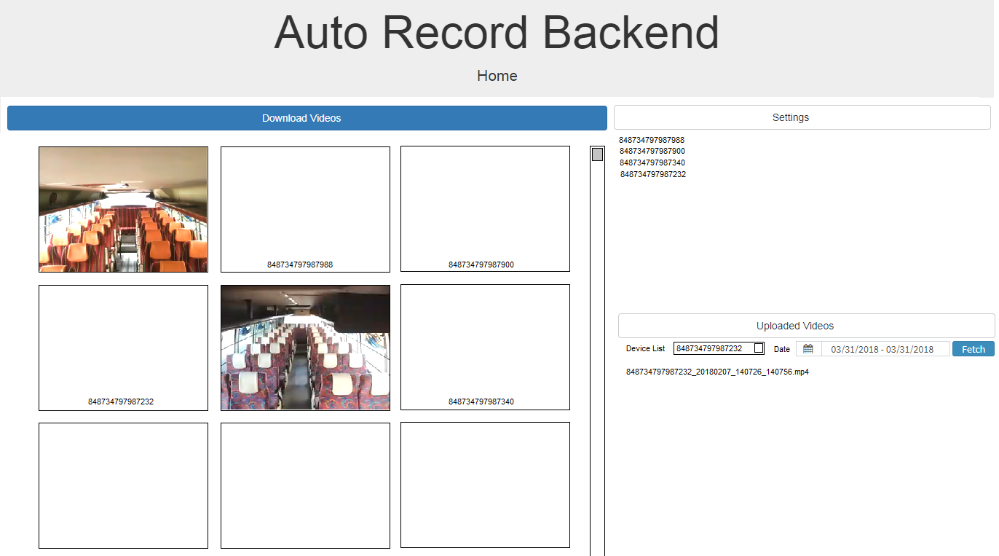 Auto Record Backend
Home
Download Videos
848734797987988
848734797987900
848734797987232
848734797987340
Settings
848734797987988
848734797987900
848734797987340
848734797987232
Uploaded Videos
Device List 848734797987232 Date 03/31/2018 - 03/31/2018 Fetch
848734797987232_20180207_140726_140756.mp4